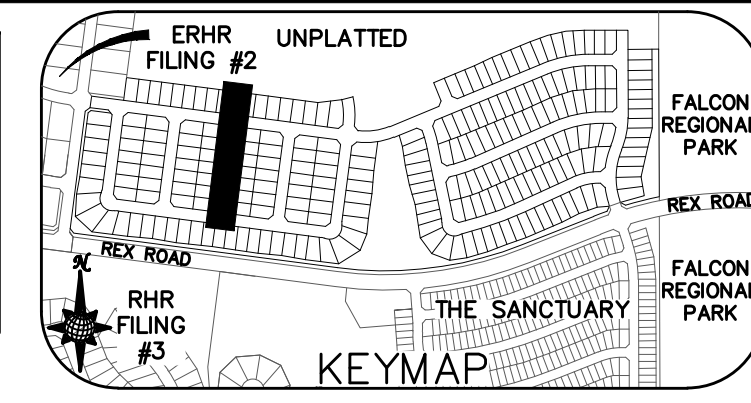 ERHR
FILING #2
UNPLATTED
FALCON
REGIONAL
PARK
REX ROAD
REX ROAD
N
RHR
FILING
#3
THE SANCTUARY
FALCON
REGIONAL
PARK
KEYMAP